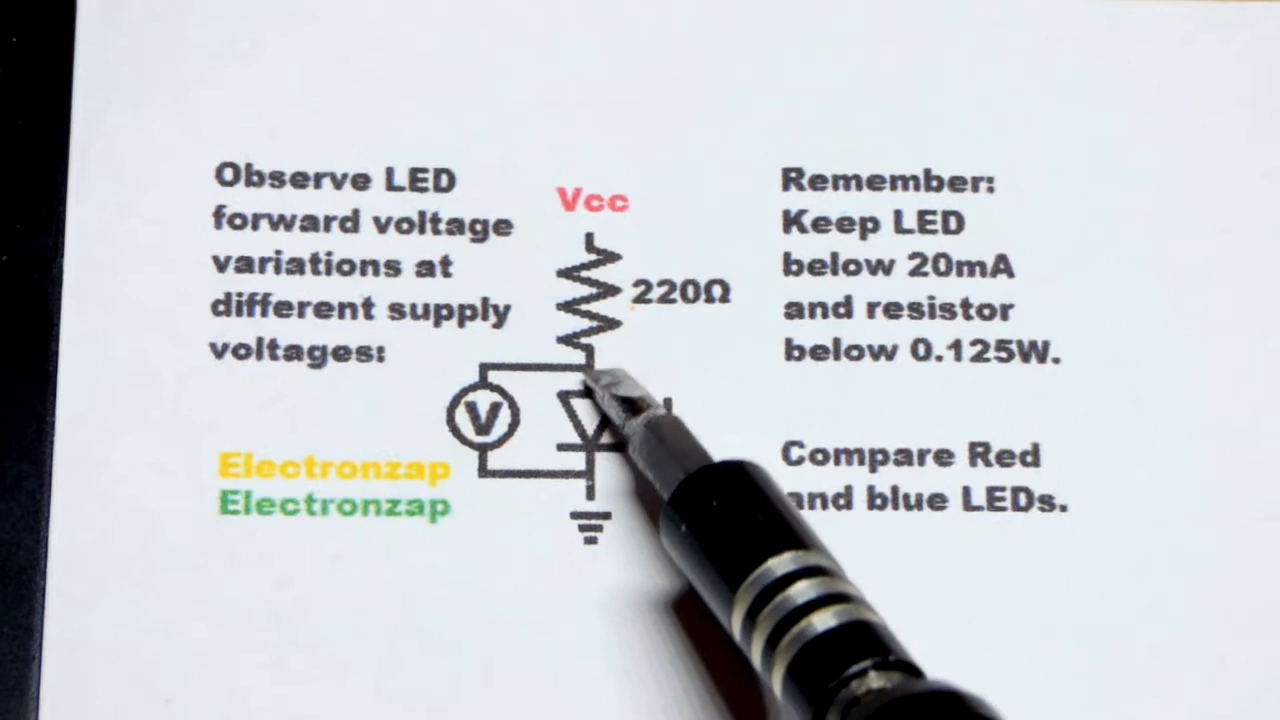 Observe LED
forward voltage
variations at
different supply
voltages:
Electronzap
Electronzap
Vcc
220Ω
V
Remember:
Keep LED
below 20mA
and resistor
below 0.125W.
Compare Red
and blue LEDs.